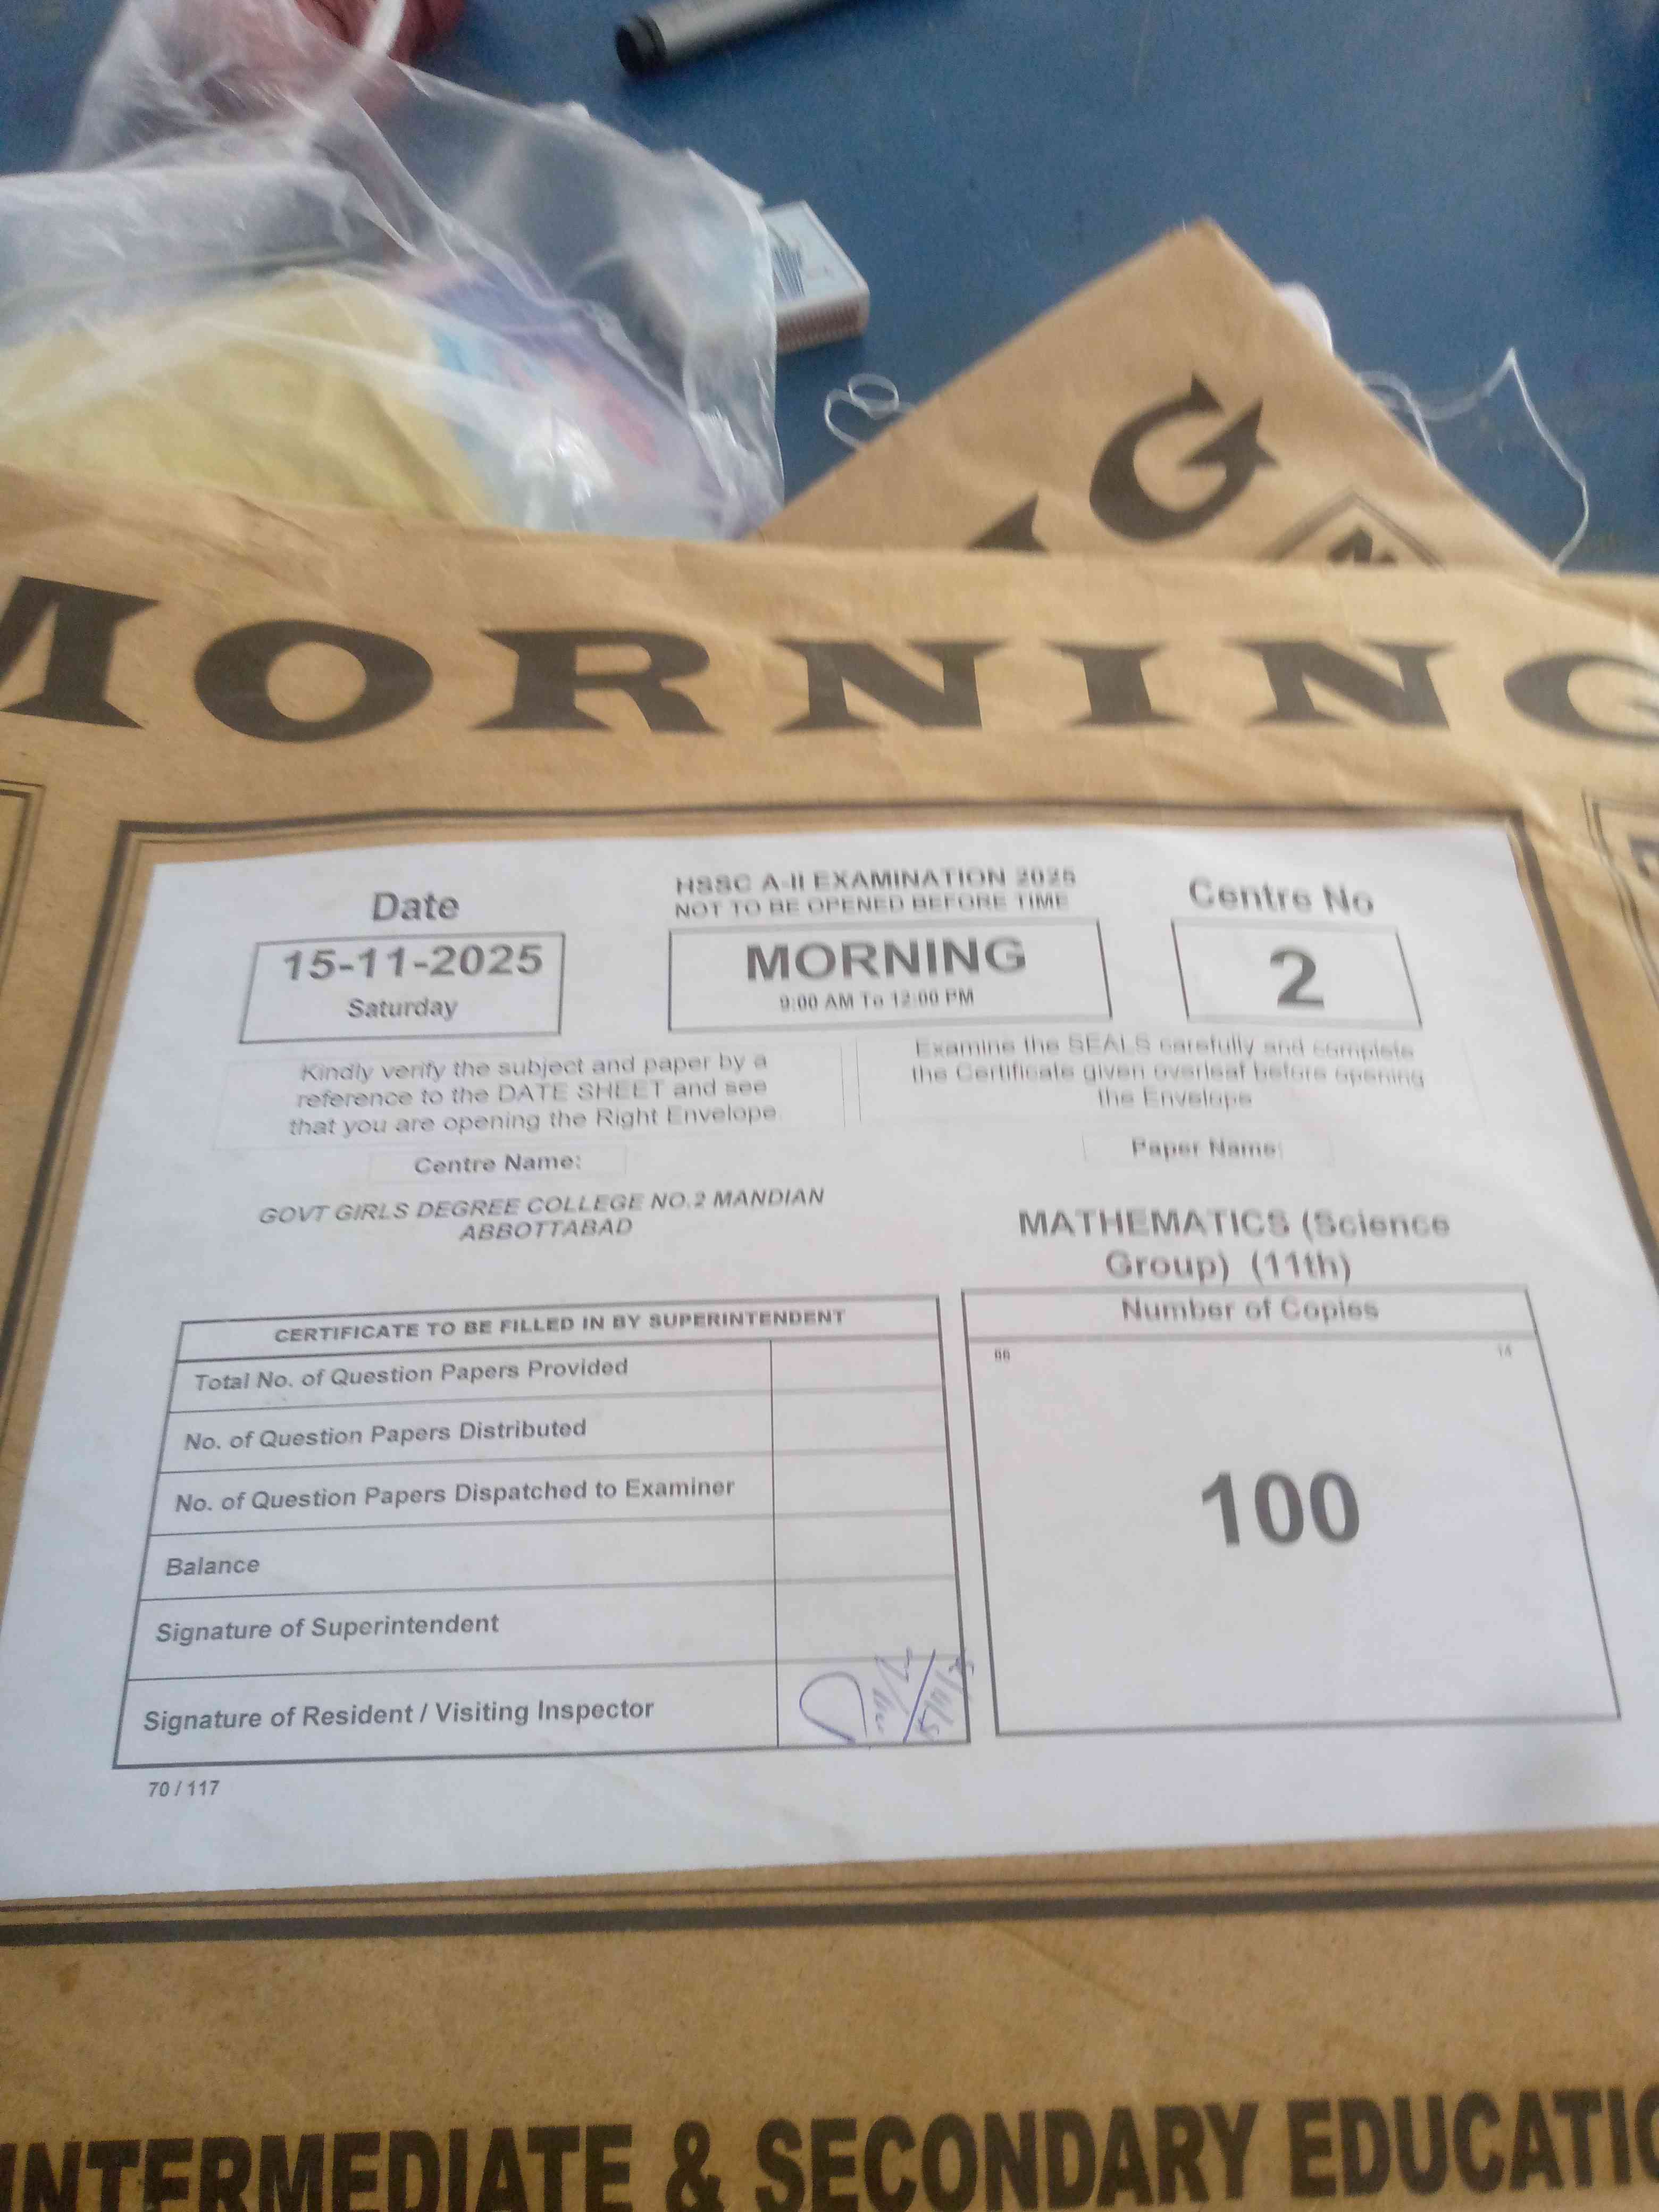 MORNING
Date
15-11-2025
Saturday
HSSC A-II EXAMINATION 2025
NOT TO BE OPENED BEFORE TIME
MORNING
9:00 AM To 12:00 PM
Centre No
2
Kindly verify the subject and paper by a
reference to the DATE SHEET and see
that you are opening the Right Envelope.
Examine the SEALS carefully and complete
the Certificate given overleaf before opening
the Envelope
Centre Name:
GOVT GIRLS DEGREE COLLEGE NO.2 MANDIAN
ABBOTTABAD
Paper Name:
MATHEMATICS (Science
Group) (11th)
CERTIFICATE TO BE FILLED IN BY SUPERINTENDENT
Total No. of Question Papers Provided
No. of Question Papers Distributed
No. of Question Papers Dispatched to Examiner
Balance
Signature of Superintendent
Signature of Resident / Visiting Inspector
Number of Copies
100
70 / 117
INTERMEDIATE & SECONDARY EDUCATIO